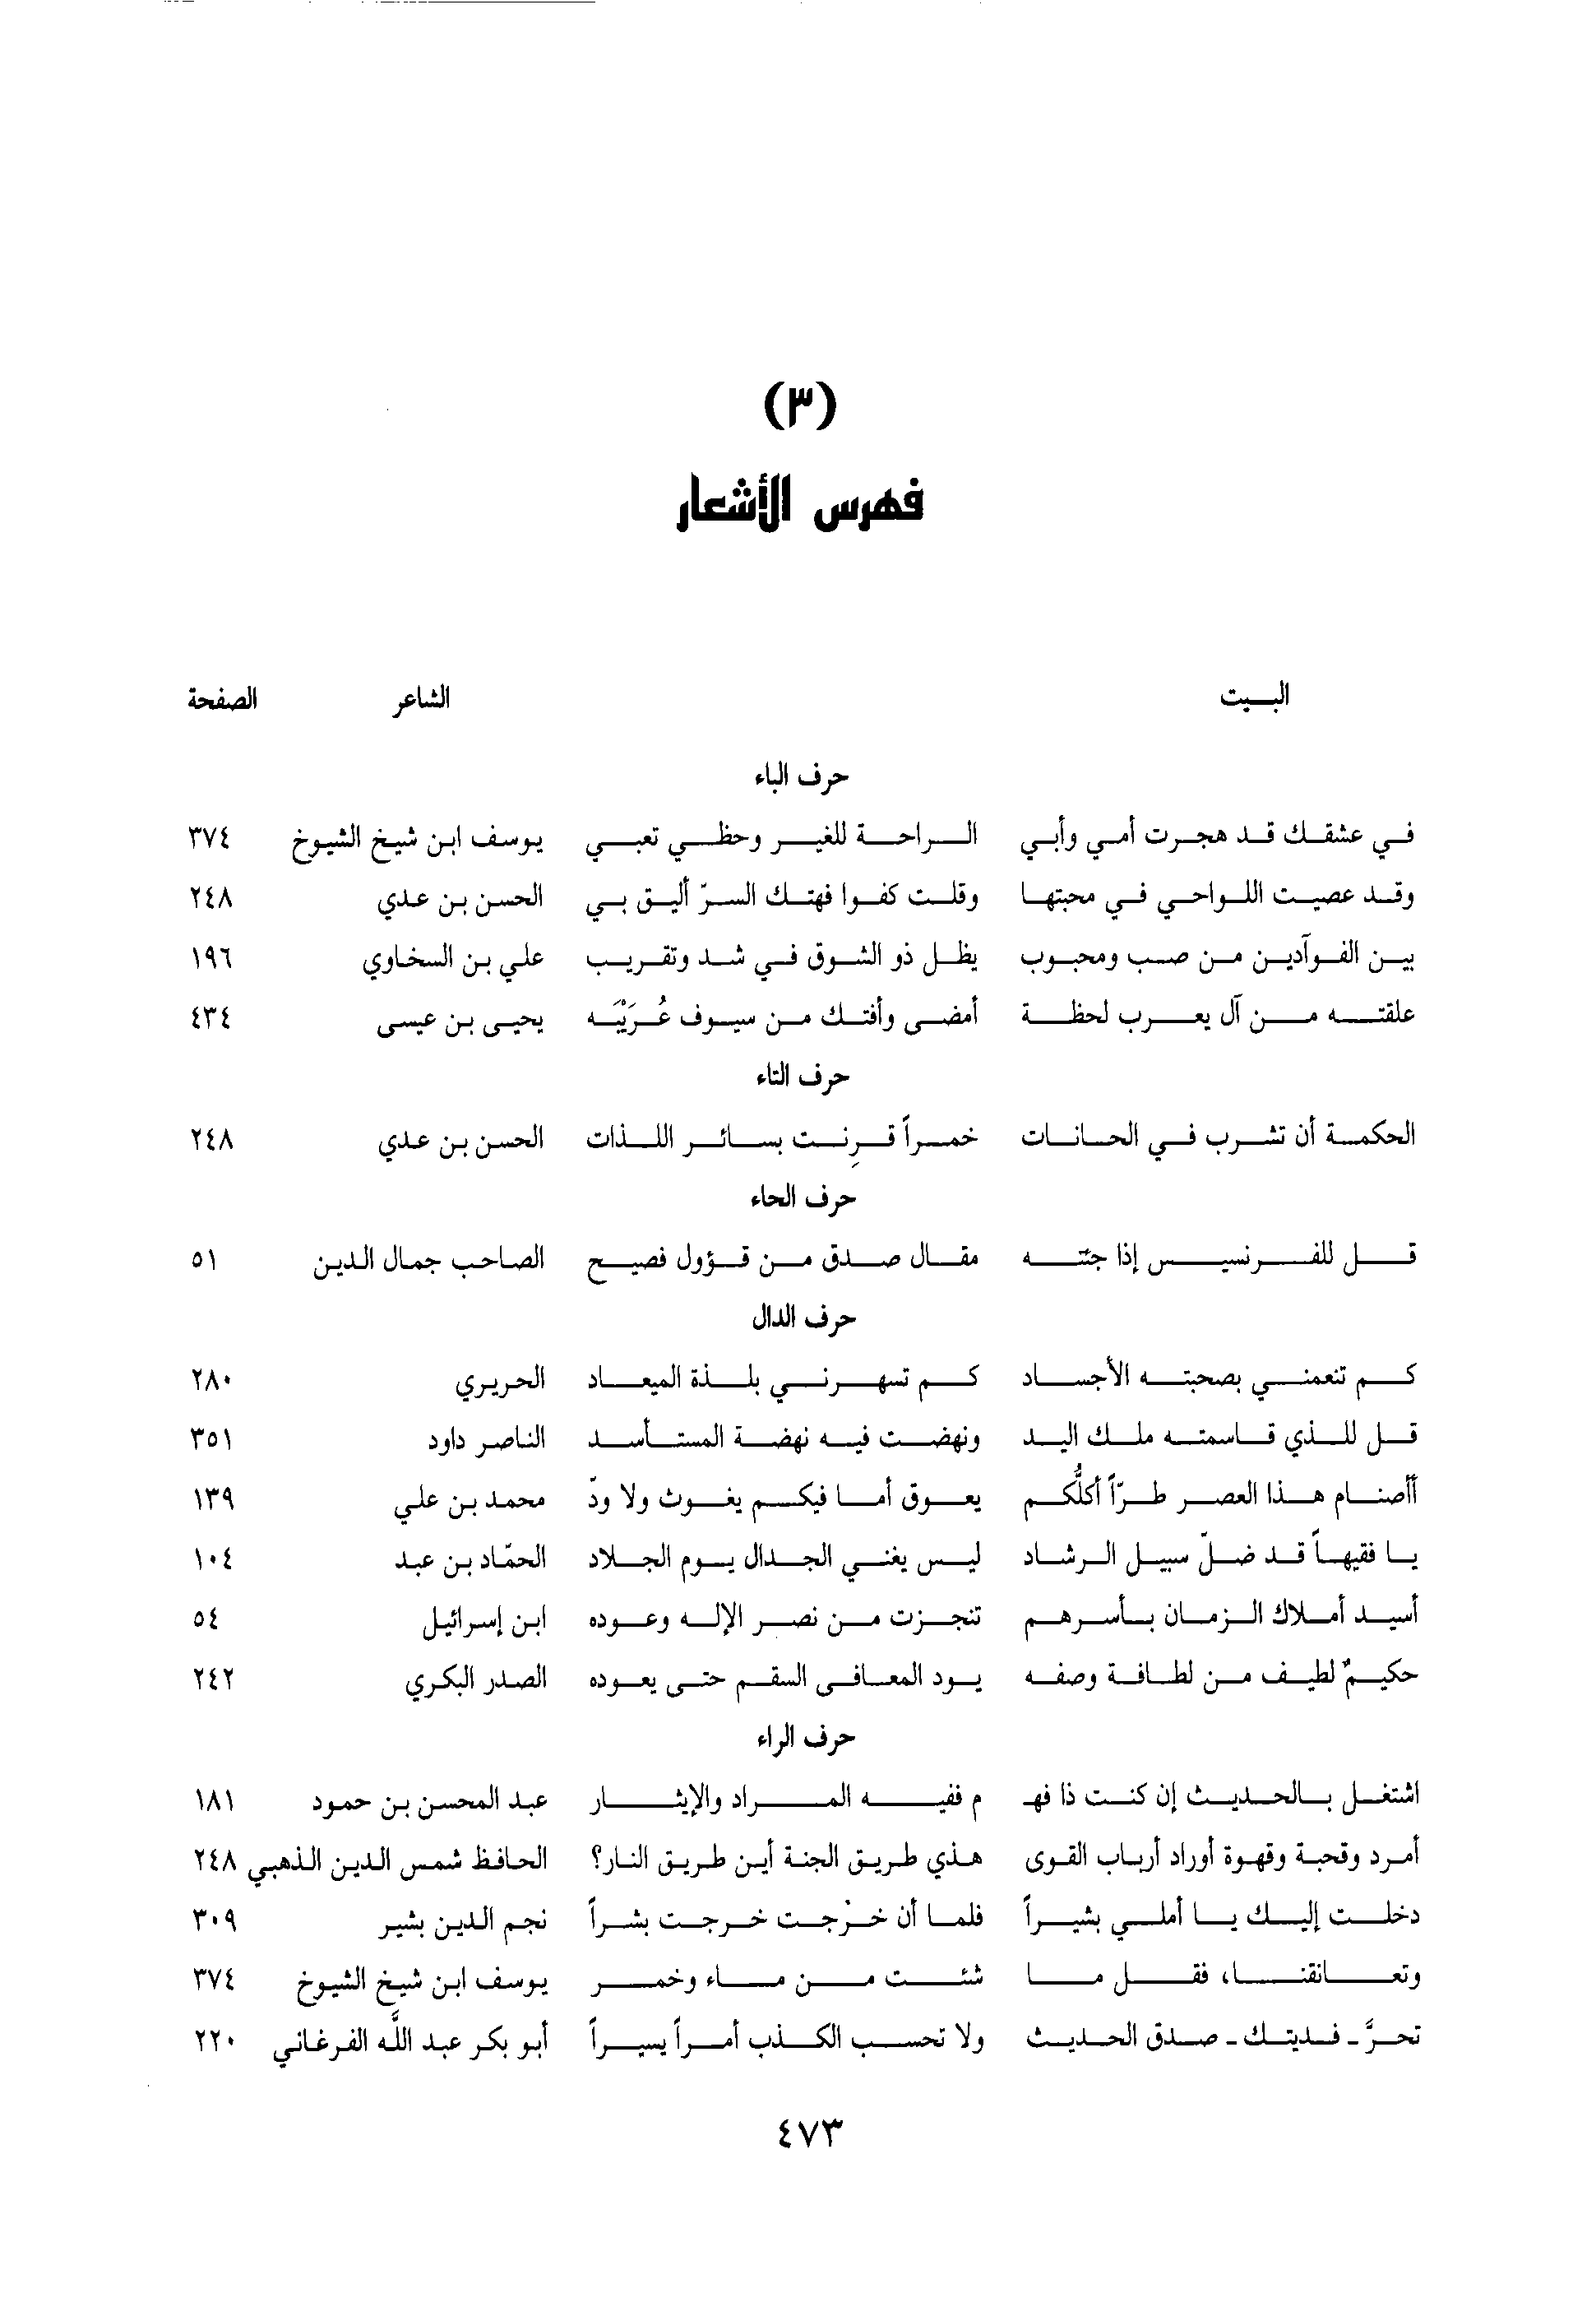 (٣)
فهرس الأشعار
البيت الشاعر الصفحة
حرف الباء
في عشقك قد هجرت أمي وأبي الراحة للغير وحظي تعبي يوسف ابن شيخ الشيوخ ٣٧٤
وقد عصيت اللواحي في محبتها وقلت كفوا فهتك السرّ أليق بي الحسن بن عدي ٢٤٨
بين الفوآدين من صب ومحبوب يظل ذو الشوق في شد وتقريب علي بن السخاوي ١٩٦
علقته من آل يعرب لحظة أمضى وأفتك من سيوف عُرَيْبَه يحيى بن عيسى ٤٣٤
حرف التاء
الحكمة أن تشرب في الحانات خمراً قرِنت بسائر اللذات الحسن بن عدي ٢٤٨
حرف الحاء
قل للفرنسيس إذا جئته مقال صدق من قؤول فصيح الصاحب جمال الدين ٥١
حرف الدال
كم تنعمني بصحبته الأجساد كم تسهرني بلذة الميعاد الحريري ٢٨٠
قل للذي قاسمته ملك اليد ونهضت فيه نهضة المستأسد الناصر داود ٣٥١
أأصنام هذا العصر طرّاً أكلُّكم يعوق أما فيكم يغوث ولا ودّ محمد بن علي ١٣٩
يا فقيهاً قد ضلّ سبيل الرشاد ليس يغني الجدال يوم الجلاد الحمّاد بن عبد ١٠٤
أسيد أملاك الزمان بأسرهم تنجزت من نصر الإله وعوده ابن إسرائيل ٥٤
حكيمٌ لطيف من لطافة وصفه يود المعافى السقم حتى يعوده الصدر البكري ٢٤٢
حرف الراء
اشتغل بالحديث إن كنت ذا فهـ م ففيه المراد والإيثار عبد المحسن بن حمود ١٨١
أمرد وقحبة وقهوة أوراد أرباب القوى هذي طريق الجنة أين طريق النار؟ الحافظ شمس الدين الذهبي ٢٤٨
دخلت إليك يا أملي بشيراً فلما أن خرْجت خرجت بشراً نجم الدين بشير ٣٠٩
وتعانقنا، فقل ما شئت من ماء وخمر يوسف ابن شيخ الشيوخ ٣٧٤
تحرَّ - فديتك - صدق الحديث ولا تحسب الكذب أمراً يسيراً أبو بكر عبد اللَّه الفرغاني ٢٢٠
٤٧٣